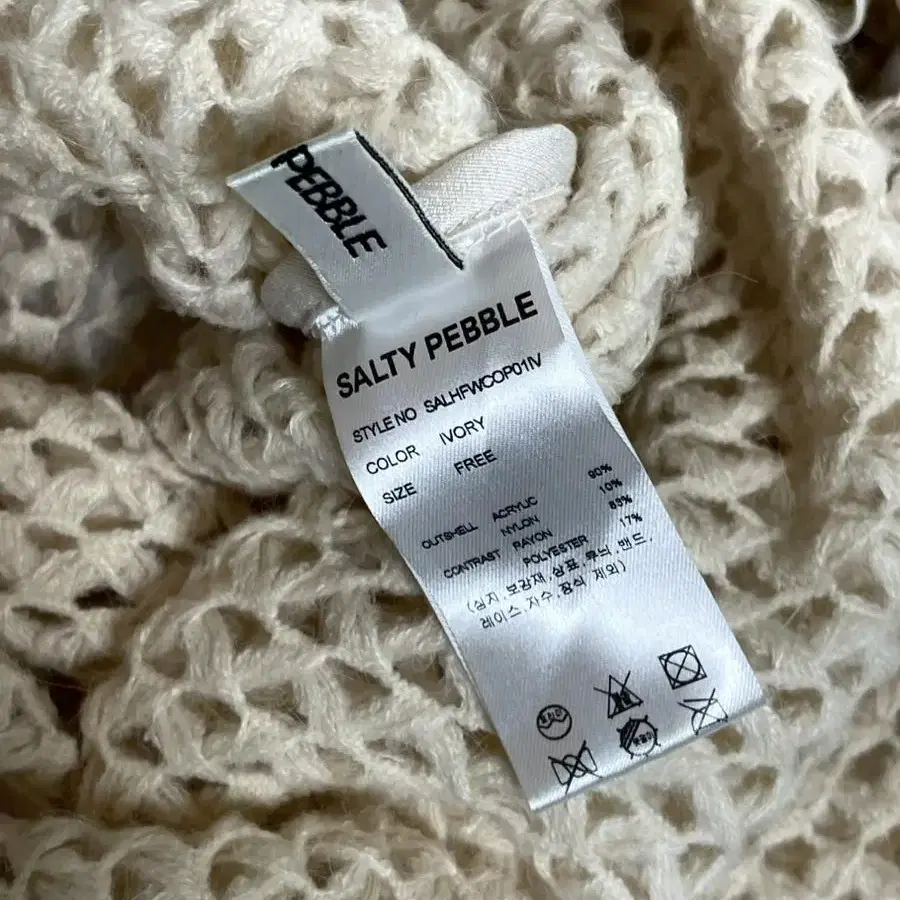 PEBBLE
SALTY PEBBLE
STYLE NO SALHFWCOP01IV
COLOR IVORY
SIZE FREE
OUTSHELL ACRYLIC 90%
NYLON 10%
CONTRAST RAYON 83%
POLYESTER 17%
(심지,보강재,상표,무늬,밴드,
레이스,자수,장식 제외)